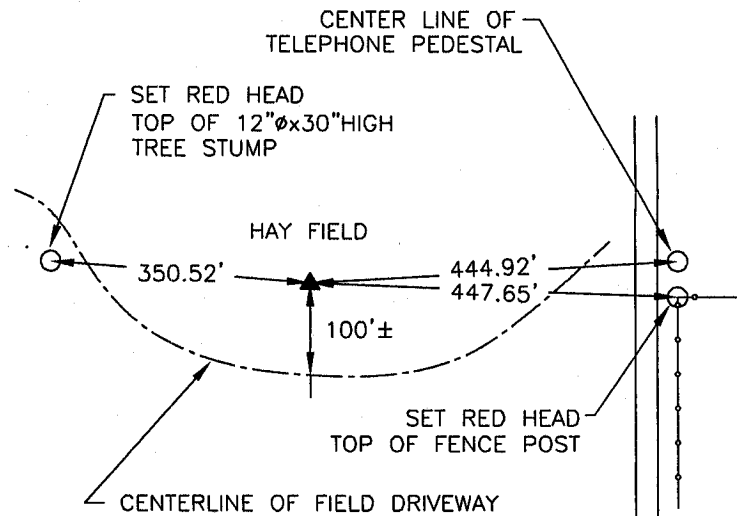 CENTER LINE OF
TELEPHONE PEDESTAL
SET RED HEAD
TOP OF 12"øx30"HIGH
TREE STUMP
HAY FIELD
350.52'
444.92'
447.65'
100'±
SET RED HEAD
TOP OF FENCE POST
CENTERLINE OF FIELD DRIVEWAY